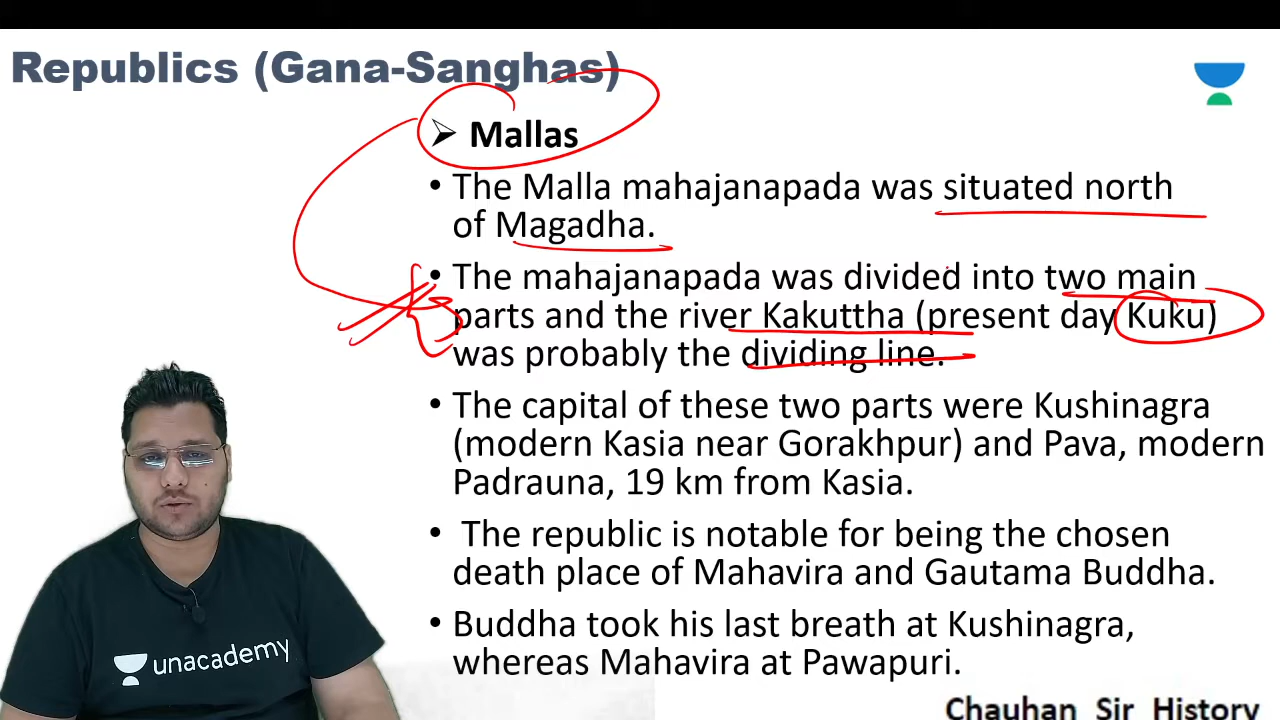 Republics (Gana-Sanghas)
➢ Mallas
• The Malla mahajanapada was situated north
of Magadha.
• The mahajanapada was divided into two main
parts and the river Kakuttha (present day Kuku)
was probably the dividing line.
• The capital of these two parts were Kushinagra
(modern Kasia near Gorakhpur) and Pava, modern
Padrauna, 19 km from Kasia.
• The republic is notable for being the chosen
death place of Mahavira and Gautama Buddha.
• Buddha took his last breath at Kushinagra,
whereas Mahavira at Pawapuri.
unacademy
Chauhan Sir History